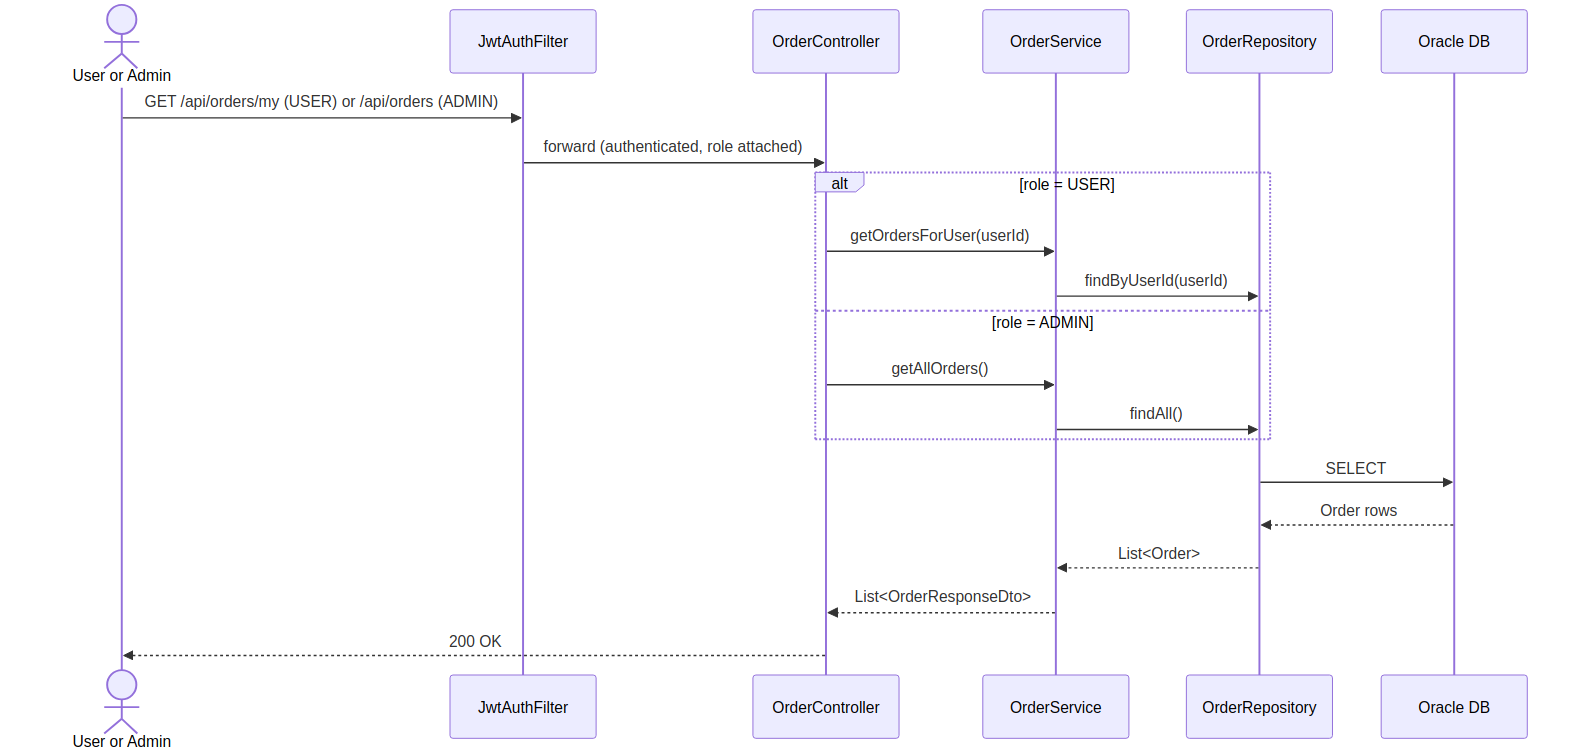 User or Admin
JwtAuthFilter
OrderController
OrderService
OrderRepository
Oracle DB
GET /api/orders/my (USER) or /api/orders (ADMIN)
forward (authenticated, role attached)
alt
[role = USER]
getOrdersForUser(userId)
findByUserId(userId)
[role = ADMIN]
getAllOrders()
findAll()
SELECT
Order rows
List<Order>
List<OrderResponseDto>
200 OK
User or Admin
JwtAuthFilter
OrderController
OrderService
OrderRepository
Oracle DB